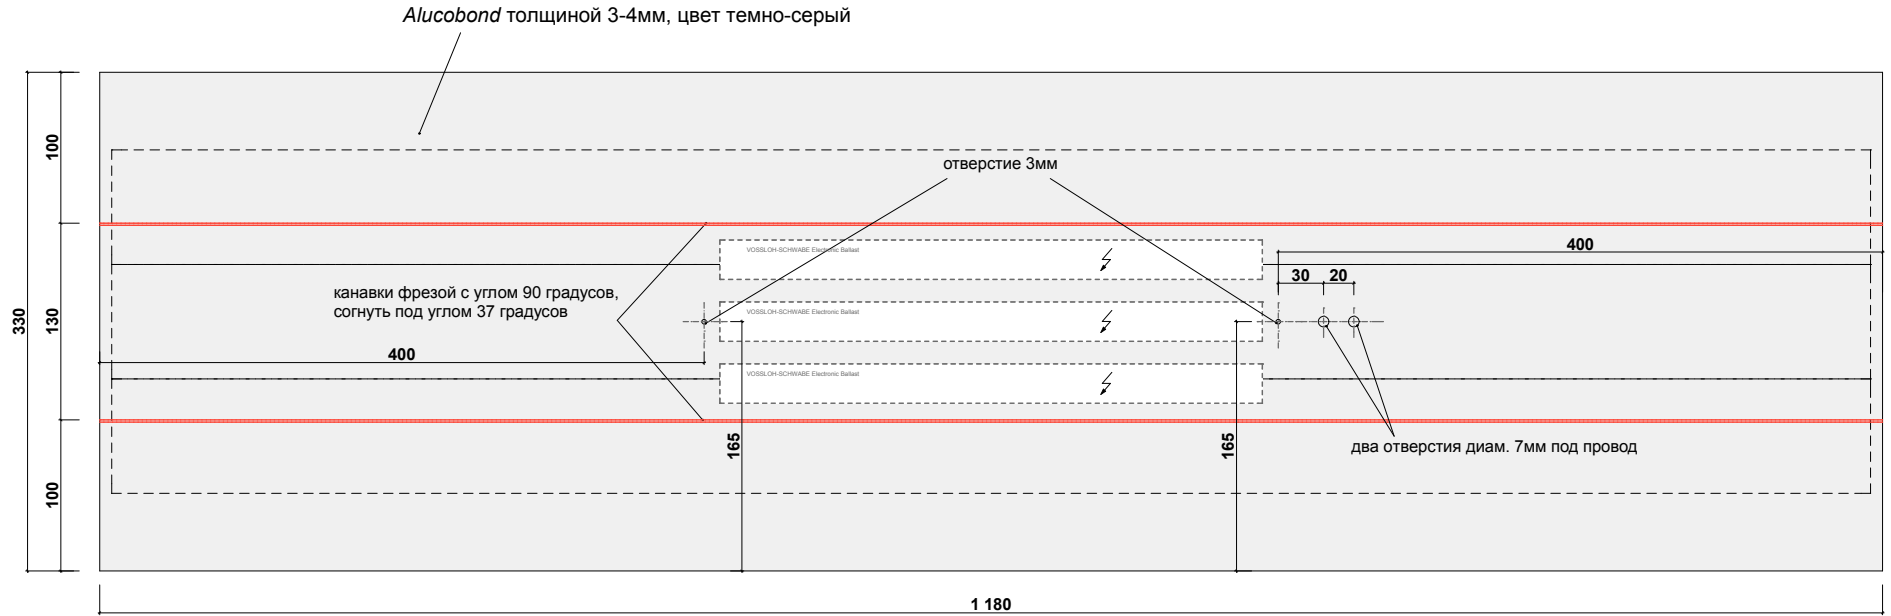 Alucobond толщиной 3-4мм, цвет темно-серый
100
отверстие 3мм
VOSSLOH-SCHWABE Electronic Ballast
400
30 20
канавки фрезой с углом 90 градусов,
согнуть под углом 37 градусов
330
130
VOSSLOH-SCHWABE Electronic Ballast
400
VOSSLOH-SCHWABE Electronic Ballast
165
165
два отверстия диам. 7мм под провод
100
1 180